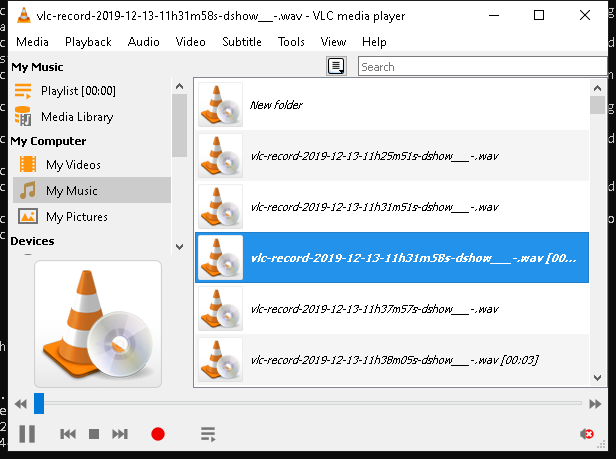 vlc-record-2019-12-13-11h31m58s-dshow___-.wav - VLC media player
Media Playback Audio Video Subtitle Tools View Help
My Music
Search
Playlist [00:00]
Media Library
My Computer
My Videos
My Music
My Pictures
Devices
New folder
vlc-record-2019-12-13-11h25m51s-dshow___-.wav
vlc-record-2019-12-13-11h31m51s-dshow___-.wav
vlc-record-2019-12-13-11h31m58s-dshow___-.wav [00,...
vlc-record-2019-12-13-11h37m57s-dshow___-.wav
vlc-record-2019-12-13-11h38m05s-dshow___-.wav [00:03]